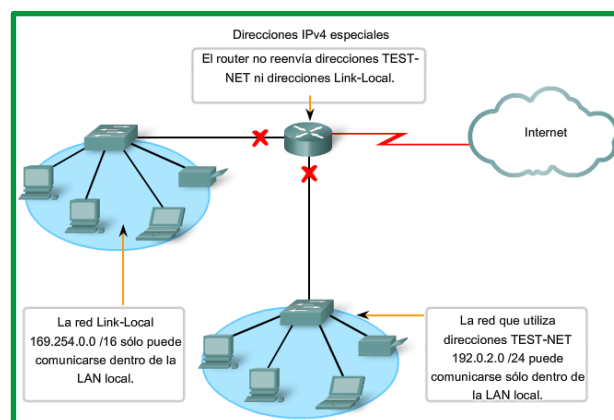 Direcciones IPv4 especiales
El router no reenvía direcciones TEST-
NET ni direcciones Link-Local.
Internet
La red Link-Local
169.254.0.0 /16 sólo puede
comunicarse dentro de la
LAN local.
La red que utiliza
direcciones TEST-NET
192.0.2.0 /24 puede
comunicarse sólo dentro de
la LAN local.